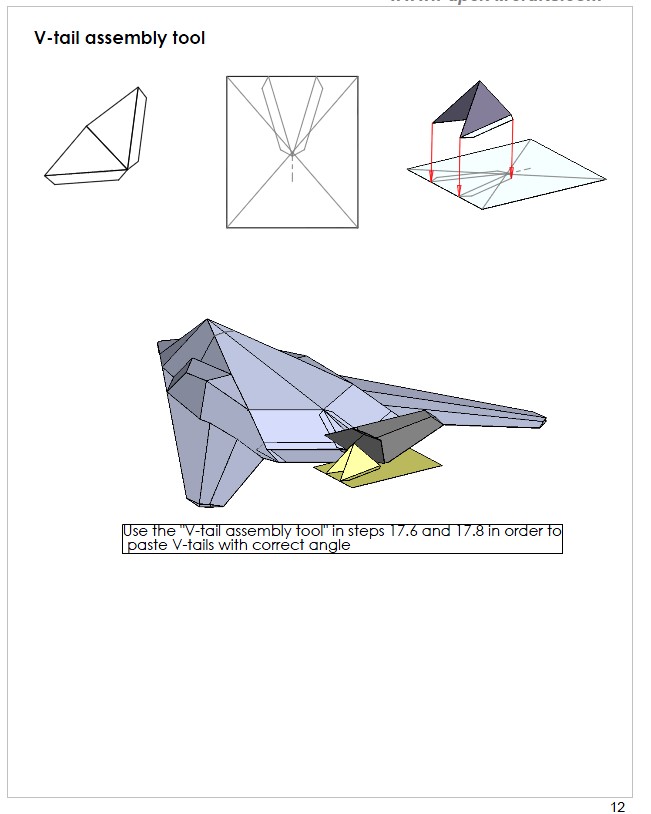 V-tail assembly tool
Use the "V-tail assembly tool" in steps 17.6 and 17.8 in order to
paste V-tails with correct angle
12